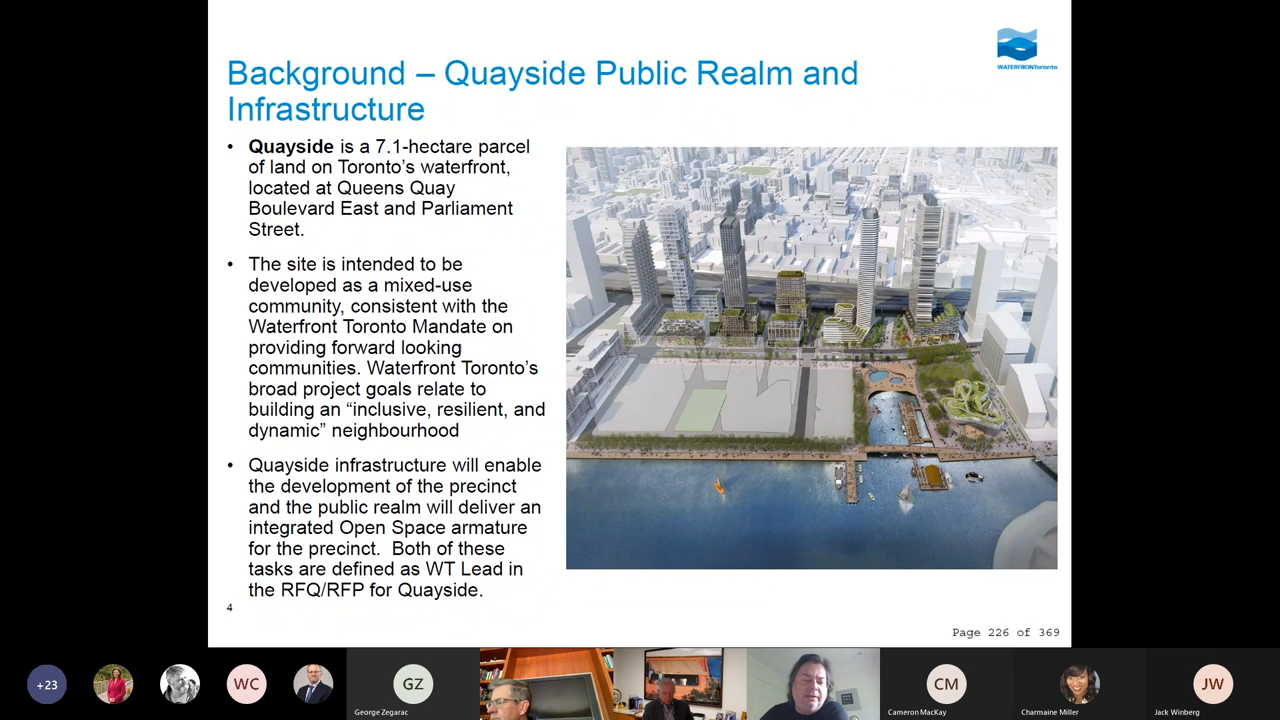 WATERFRONToronto
Background – Quayside Public Realm and
Infrastructure
• Quayside is a 7.1-hectare parcel
of land on Toronto’s waterfront,
located at Queens Quay
Boulevard East and Parliament
Street.
• The site is intended to be
developed as a mixed-use
community, consistent with the
Waterfront Toronto Mandate on
providing forward looking
communities. Waterfront Toronto’s
broad project goals relate to
building an “inclusive, resilient, and
dynamic” neighbourhood
• Quayside infrastructure will enable
the development of the precinct
and the public realm will deliver an
integrated Open Space armature
for the precinct.  Both of these
tasks are defined as WT Lead in
the RFQ/RFP for Quayside.
4
Page 226 of 369
+23
WC
GZ
George Zegarac
CM
Cameron MacKay
Charmaine Miller
JW
Jack Winberg